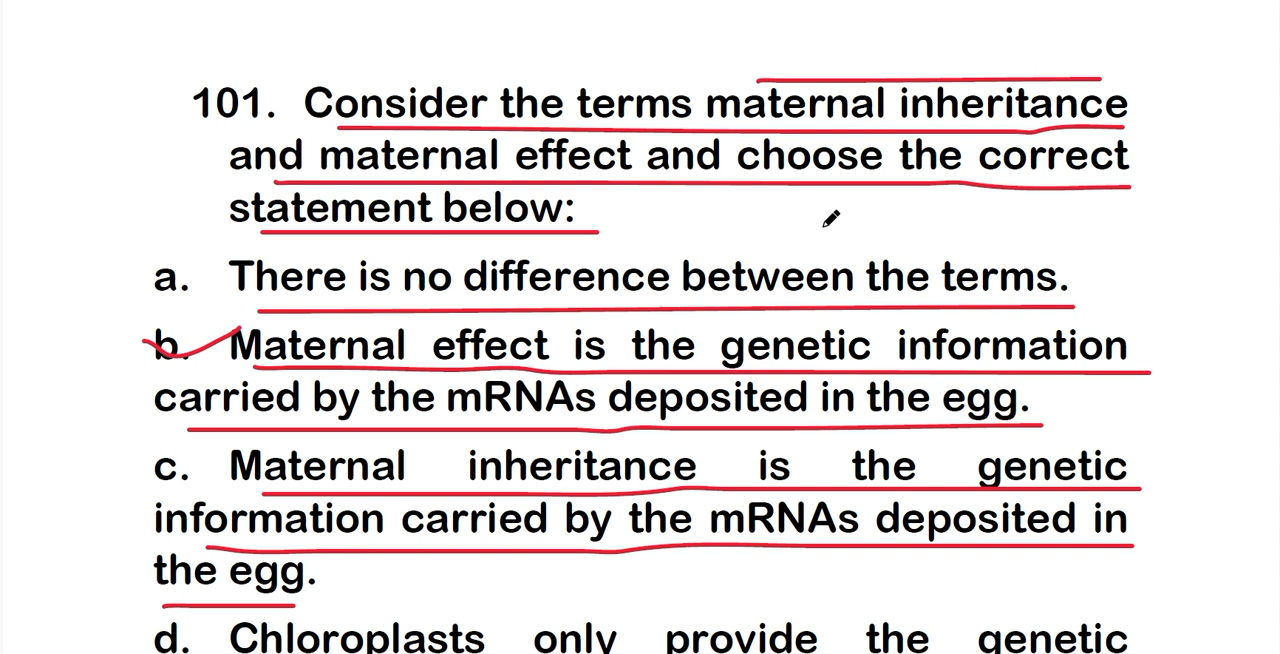 101. Consider the terms maternal inheritance
and maternal effect and choose the correct
statement below:
a. There is no difference between the terms.
b. Maternal effect is the genetic information
carried by the mRNAs deposited in the egg.
c. Maternal inheritance is the genetic
information carried by the mRNAs deposited in
the egg.
d. Chloroplasts only provide the genetic